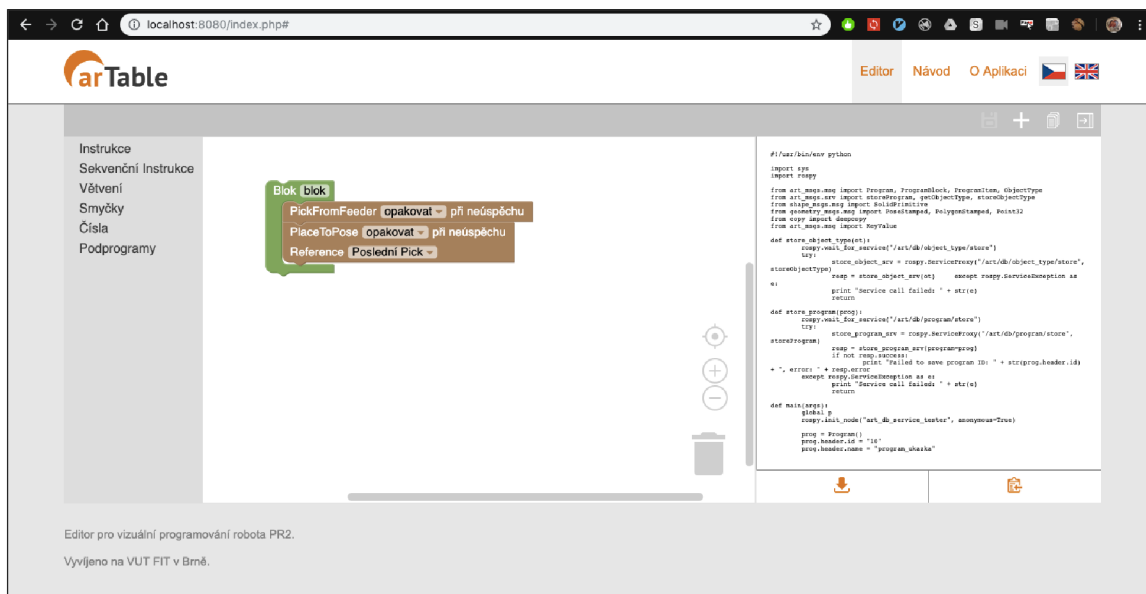 localhost:8080/index.php#
arTable
Editor Návod O Aplikaci
Instrukce
Sekvenční Instrukce
Větvení
Smyčky
Čísla
Podprogramy
Blok blok
PickFromFeeder opakovat při neúspěchu
PlaceToPose opakovat při neúspěchu
Reference Poslední Pick
#!/usr/bin/env python
import sys
import rospy
from art_msgs.msg import Program, ProgramBlock, ProgramItem, ObjectType
from art_msgs.srv import storeProgram, getObjectType, storeObjectType
from shape_msgs.msg import SolidPrimitive
from geometry_msgs.msg import PoseStamped, PolygonStamped, Point32
from copy import deepcopy
from art_msgs.msg import KeyValue
def store_object_type(ot):
rospy.wait_for_service("/art/db/object_type/store")
try:
store_object_srv = rospy.ServiceProxy("/art/db/object_type/store",
storeObjectType)
resp = store_object_srv(ot) except rospy.ServiceException as
e:
print "Service call failed: " + str(e)
return
def store_program(prog):
rospy.wait_for_service("/art/db/program/store")
try:
store_program_srv = rospy.ServiceProxy('/art/db/program/store',
storeProgram)
resp = store_program_srv(program=prog)
if not resp.success:
print "Failed to save program ID: " + str(prog.header.id)
+ ", error: " + resp.error
except rospy.ServiceException as e:
print "Service call failed: " + str(e)
return
def main(args):
global p
rospy.init_node("art_db_service_tester", anonymous=True)
prog = Program()
prog.header.id = "10"
prog.header.name = "program_ukazka"
Editor pro vizuální programování robota PR2.
Vyvíjeno na VUT FIT v Brně.